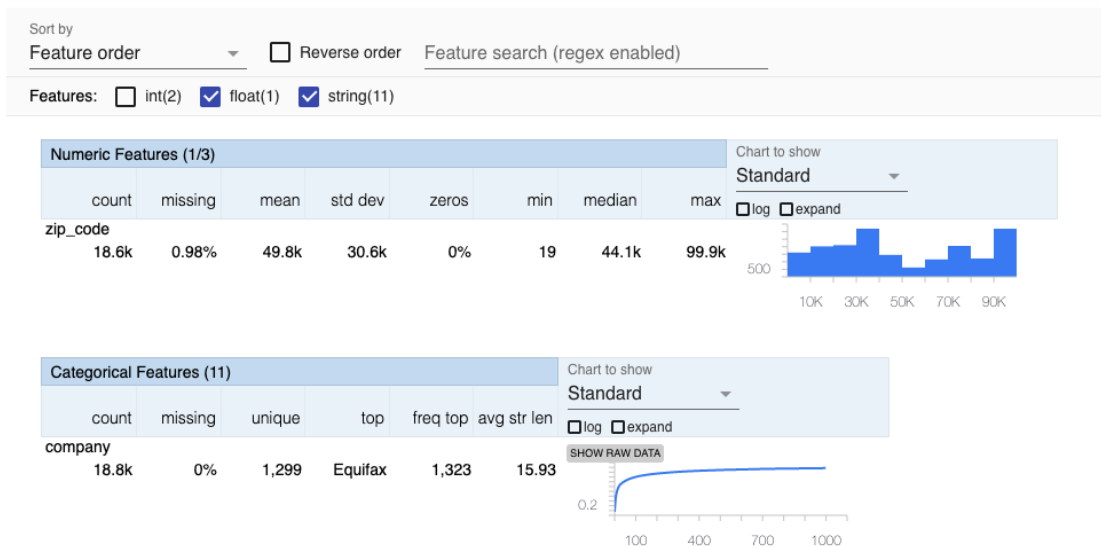 Sort by
Feature order
Reverse order
Feature search (regex enabled)
Features: int(2) float(1) string(11)
Numeric Features (1/3)
Chart to show
Standard
count missing mean std dev zeros min median max
log expand
zip_code
18.6k 0.98% 49.8k 30.6k 0% 19 44.1k 99.9k
500
10K 30K 50K 70K 90K
Categorical Features (11)
Chart to show
Standard
count missing unique top freq top avg str len
log expand
company
SHOW RAW DATA
18.8k 0% 1,299 Equifax 1,323 15.93
0.2
100 400 700 1000